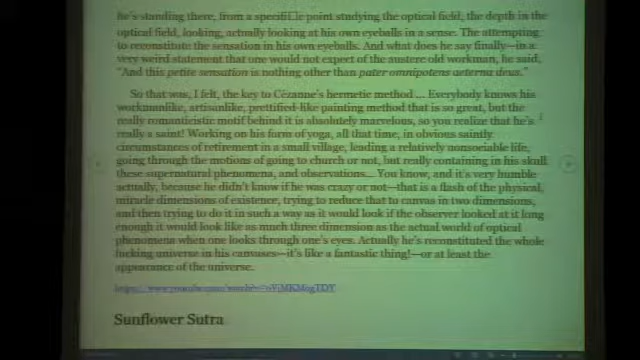 he's standing there, from a specific point studying the optical field, the depth in the
optical field, looking, actually looking at his own eyeballs in a sense. The attempting
to reconstitute the sensation in his own eyeballs. And what does he say finally—in a
very weird statement that one would not expect of the austere old workman, he said,
“And this petite sensation is nothing other than pater omnipotens aeterna deus.”
So that was, I felt, the key to Cézanne's hermetic method ... Everybody knows his
workmanlike, artisanlike, prettified-like painting method that is so great, but the
really romanticistic motif behind it is absolutely marvelous, so you realize that he's
really a saint! Working on his form of yoga, all that time, in obvious saintly
circumstances of retirement in a small village, leading a relatively nonsociable life,
going through the motions of going to church or not, but really containing in his skull
these supernatural phenomena, and observations... You know, and it's very humble
actually, because he didn't know if he was crazy or not—that is a flash of the physical,
miracle dimensions of existence, trying to reduce that to canvas in two dimensions,
and then trying to do it in such a way as it would look if the observer looked at it long
enough it would look like as much three dimension as the actual world of optical
phenomena when one looks through one's eyes. Actually he's reconstituted the whole
fucking universe in his canvases—it's like a fantastic thing!—or at least the
appearance of the universe.
Sunflower Sutra